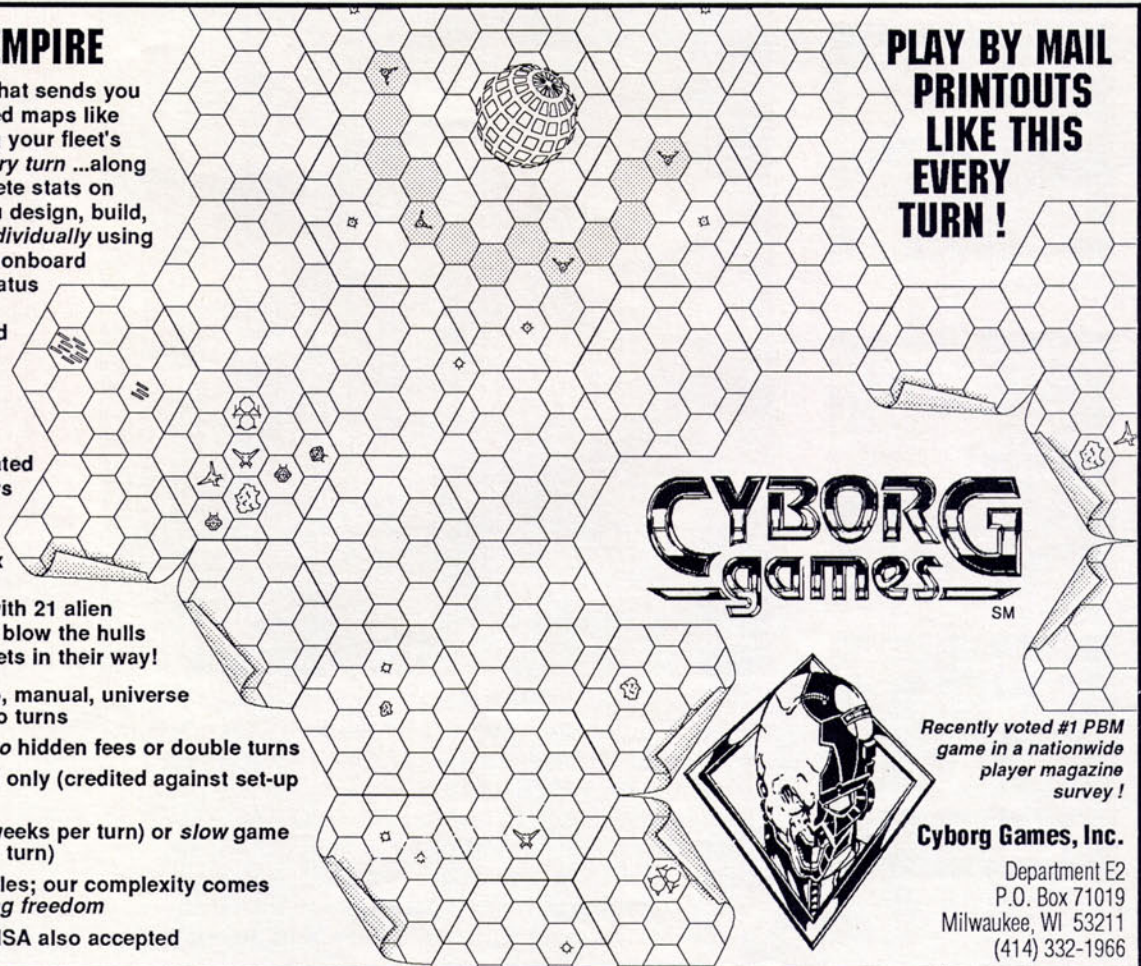 MPIRE
hat sends you
ed maps like
your fleet's
ry turn ...along
ete stats on
design, build,
dividually using
onboard
atus
d
ated
rs
x
ith 21 alien
blow the hulls
ets in their way!
, manual, universe
o turns
o hidden fees or double turns
only (credited against set-up
weeks per turn) or slow game
turn)
les; our complexity comes
g freedom
ISA also accepted
PLAY BY MAIL
PRINTOUTS
LIKE THIS
EVERY
TURN !
CYBORG
games
SM
Recently voted #1 PBM
game in a nationwide
player magazine
survey !
Cyborg Games, Inc.
Department E2
P.O. Box 71019
Milwaukee, WI 53211
(414) 332-1966